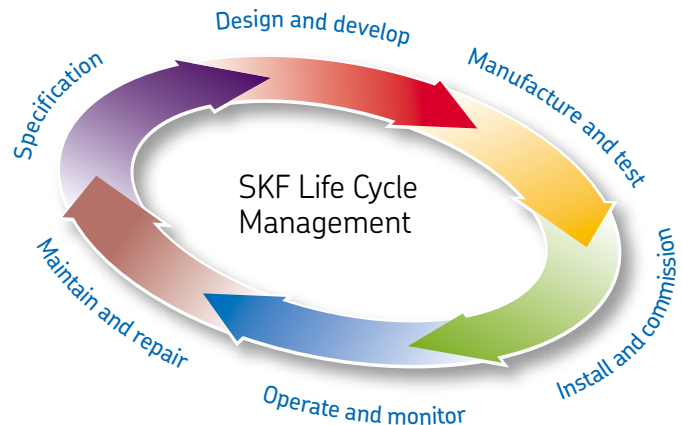 Design and develop
Manufacture and test
Install and commission
Operate and monitor
Maintain and repair
Specification
SKF Life Cycle
Management